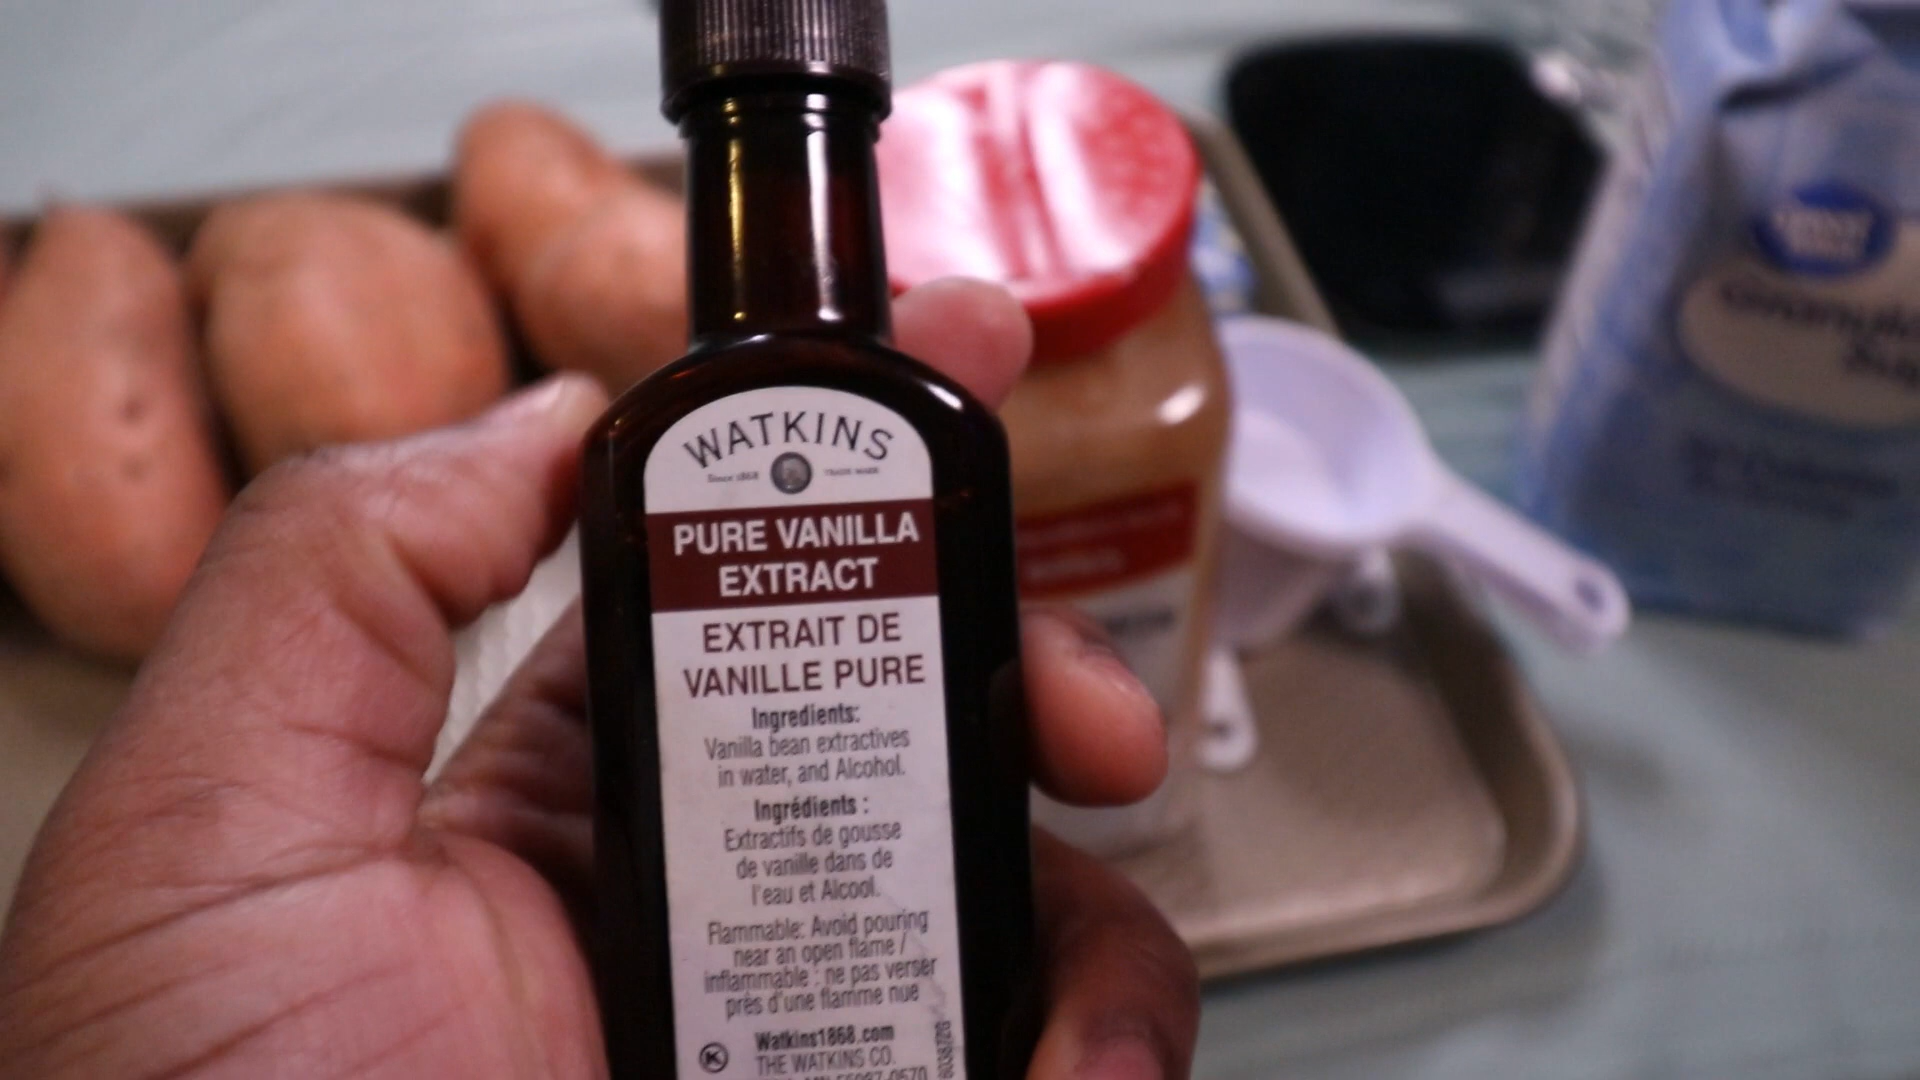 WATKINS
Since 1868 TRADE MARK
PURE VANILLA
EXTRACT
EXTRAIT DE
VANILLE PURE
Ingredients:
Vanilla bean extractives
in water, and Alcohol.
Ingrédients :
Extractifs de gousse
de vanille dans de
l'eau et Alcool.
Flammable: Avoid pouring
near an open flame /
inflammable : ne pas verser
près d'une flamme nue
Watkins1868.com
THE WATKINS CO.
K
Great
Value